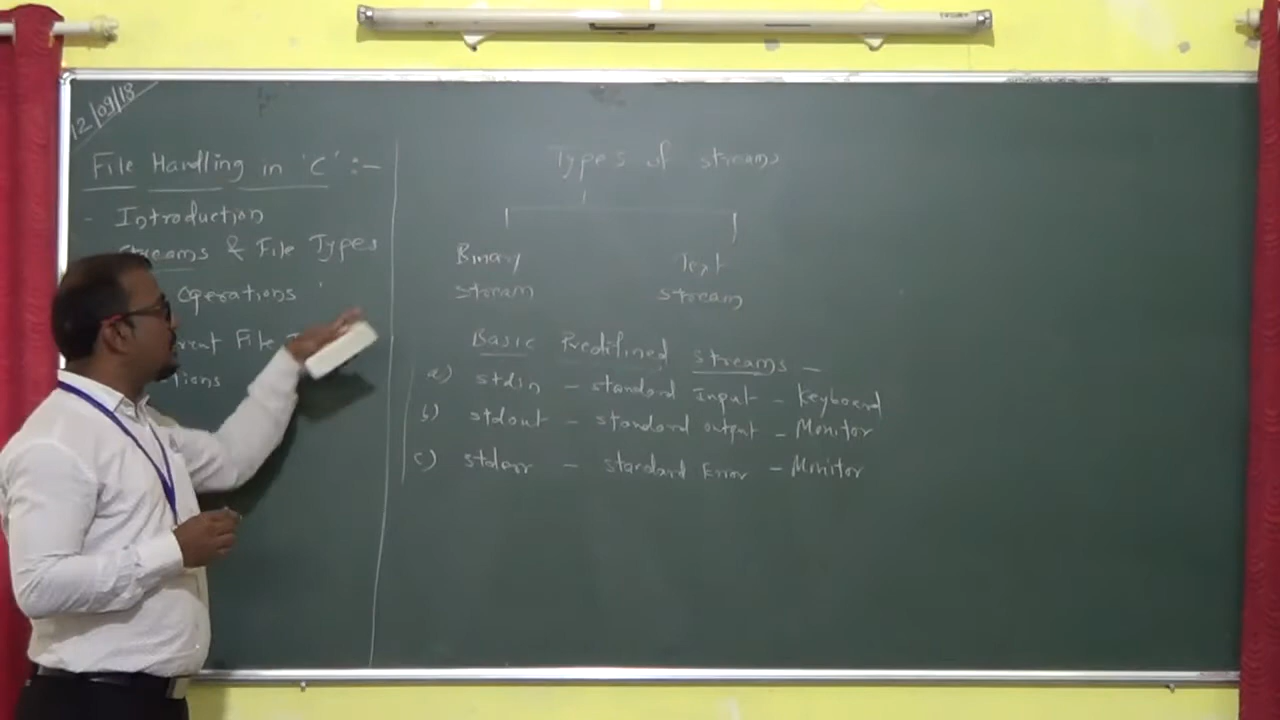 12/09/18
File Handling in 'C' :-
- Introduction
Streams & File Types
Operations
File
Types of streams
Binary stream
Text stream
Basic Predifined streams -
a) stdin - standard Input - Keyboard
b) stdout - standard output - Monitor
c) stderr - standard Error - Monitor